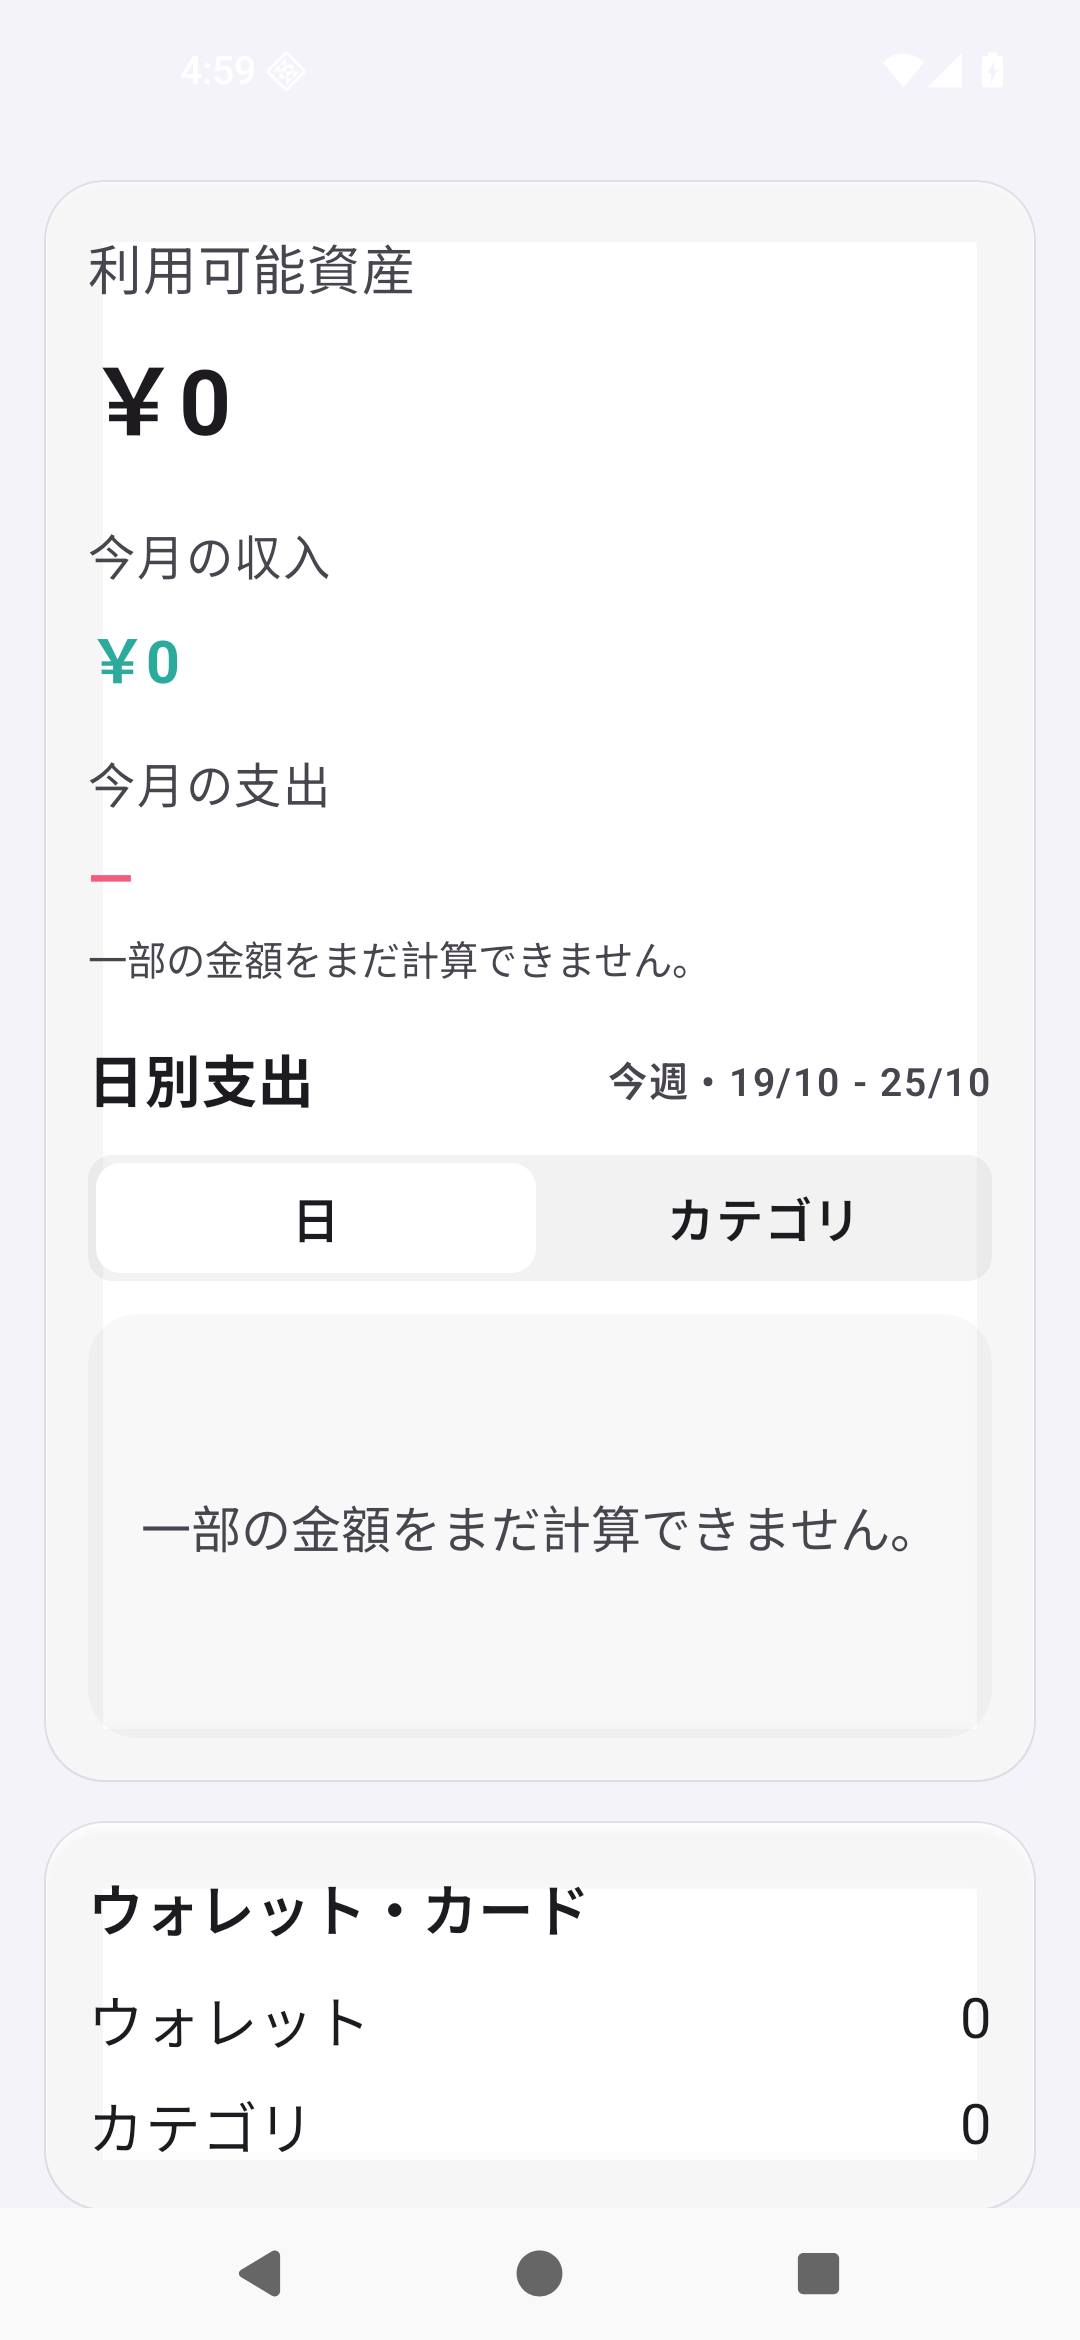 4:59
利用可能資産
￥0
今月の収入
￥0
今月の支出
—
一部の金額をまだ計算できません。
日別支出
今週・19/10 - 25/10
日
カテゴリ
一部の金額をまだ計算できません。
ウォレット・カード
ウォレット 0
カテゴリ 0